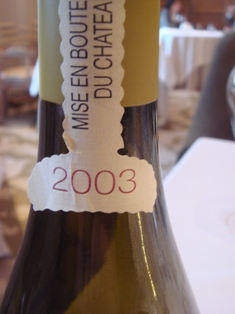 MISE EN BOUTE
DU CHATEA
2003